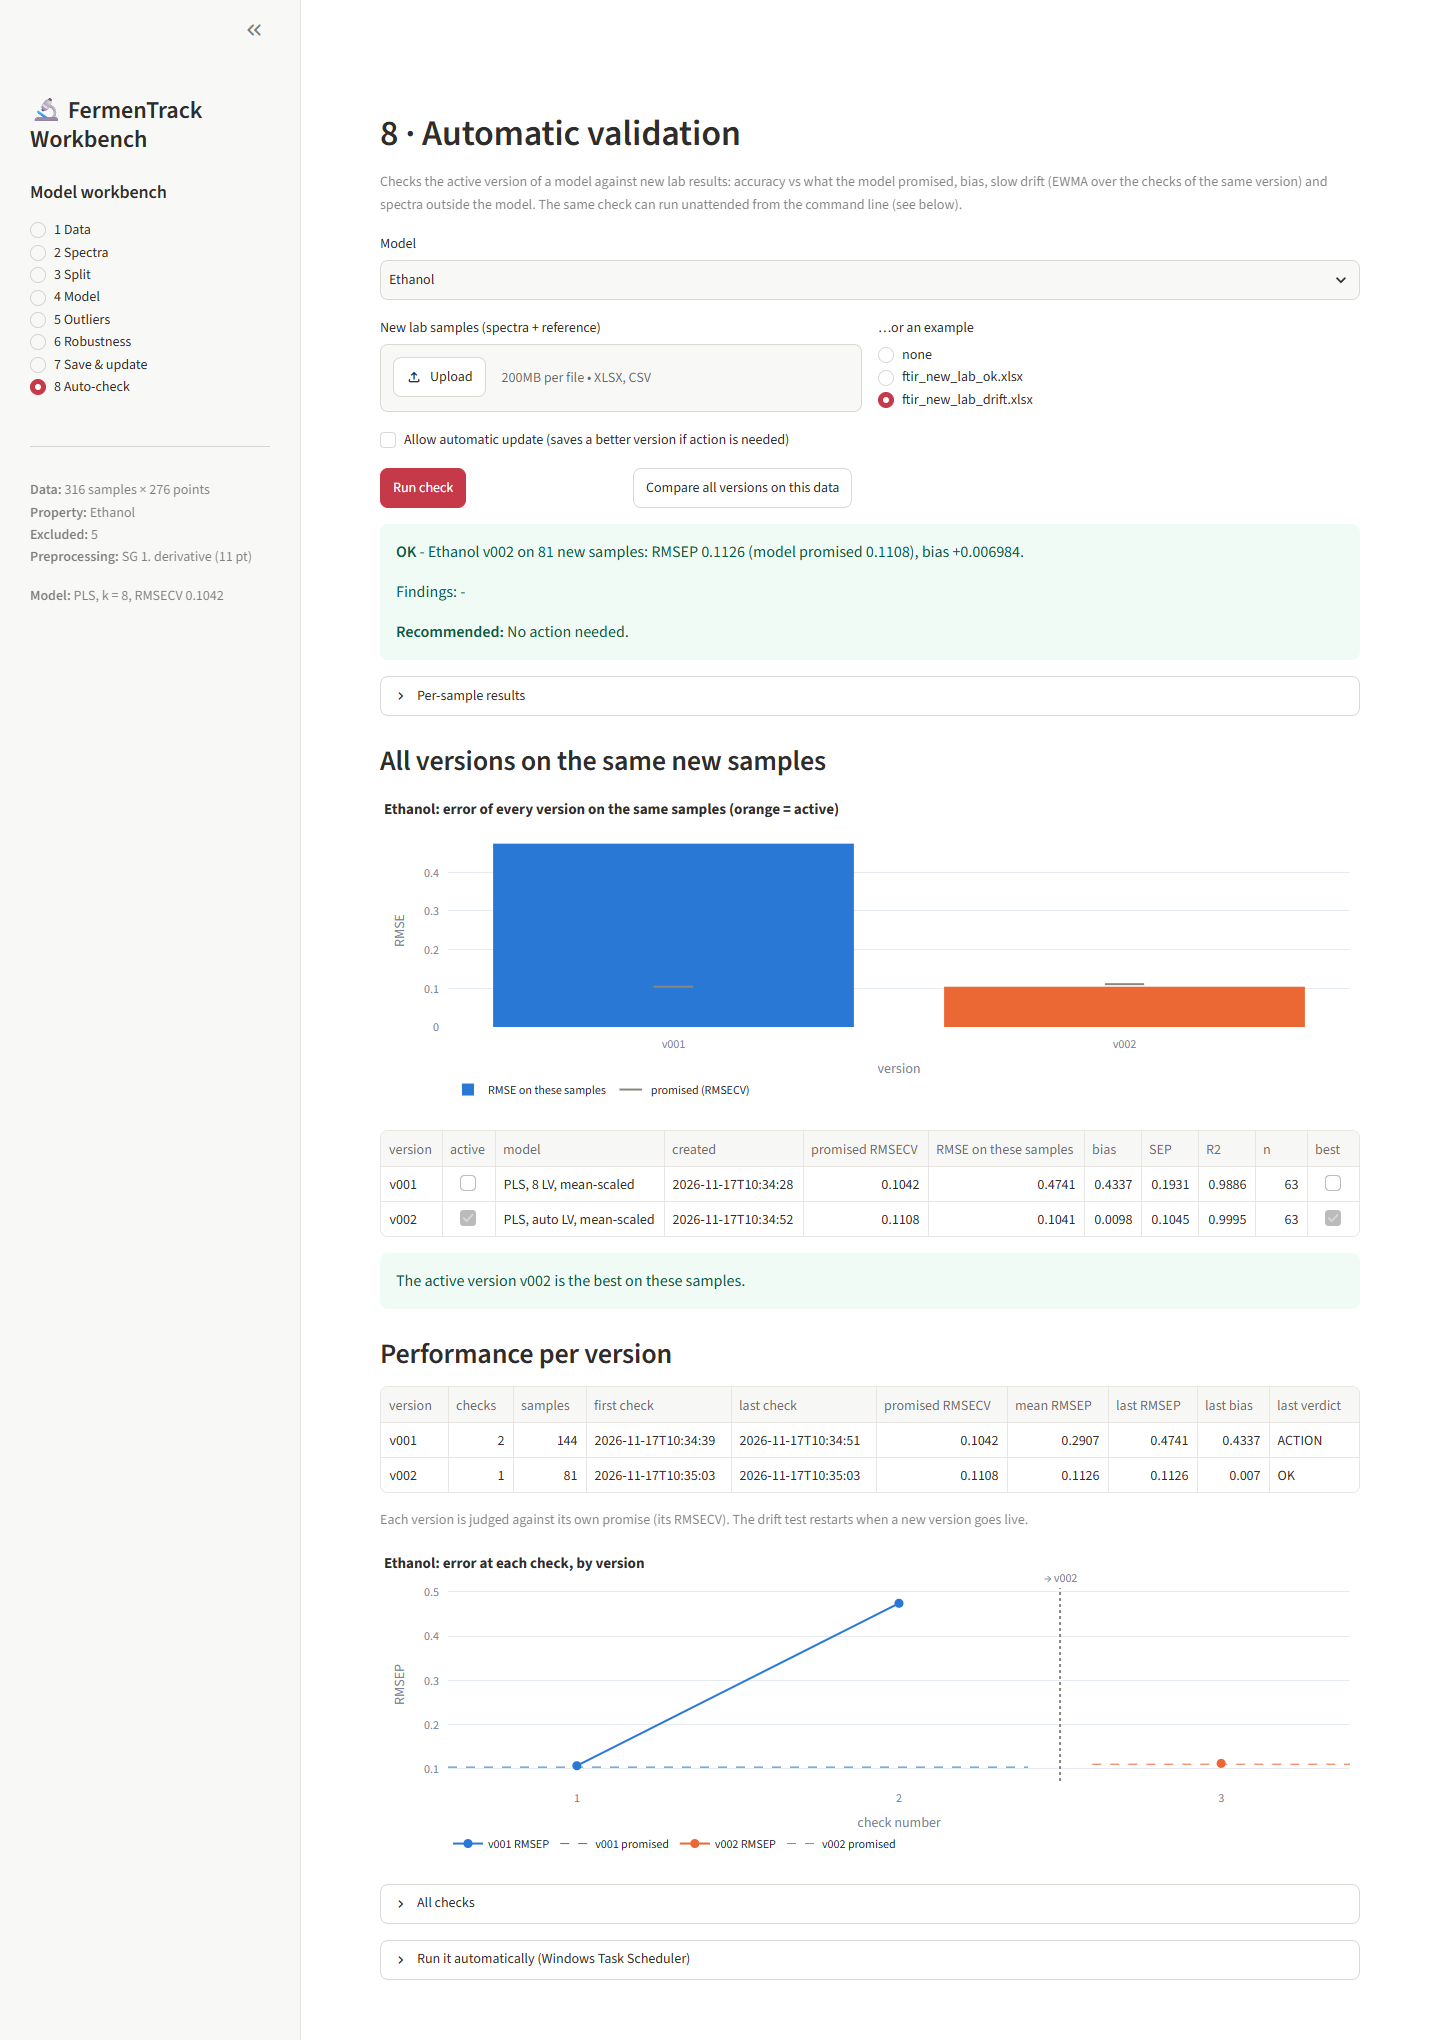 FermenTrack
Workbench
Model workbench
1 Data
2 Spectra
3 Split
4 Model
5 Outliers
6 Robustness
7 Save & update
8 Auto-check
Data: 316 samples × 276 points
Property: Ethanol
Excluded: 5
Preprocessing: SG 1. derivative (11 pt)
Model: PLS, k = 8, RMSECV 0.1042
8 · Automatic validation
Checks the active version of a model against new lab results: accuracy vs what the model promised, bias, slow drift (EWMA over the checks of the same version) and
spectra outside the model. The same check can run unattended from the command line (see below).
Model
Ethanol
New lab samples (spectra + reference)
Upload 200MB per file • XLSX, CSV
…or an example
none
ftir_new_lab_ok.xlsx
ftir_new_lab_drift.xlsx
Allow automatic update (saves a better version if action is needed)
Run check Compare all versions on this data
OK - Ethanol v002 on 81 new samples: RMSEP 0.1126 (model promised 0.1108), bias +0.006984.
Findings: -
Recommended: No action needed.
Per-sample results
All versions on the same new samples
Ethanol: error of every version on the same samples (orange = active)
RMSE
0.4
0.3
0.2
0.1
0
v001 v002
version
RMSE on these samples promised (RMSECV)
version active model created promised RMSECV RMSE on these samples bias SEP R2 n best
v001 PLS, 8 LV, mean-scaled 2026-11-17T10:34:28 0.1042 0.4741 0.4337 0.1931 0.9886 63
v002 PLS, auto LV, mean-scaled 2026-11-17T10:34:52 0.1108 0.1041 0.0098 0.1045 0.9995 63
The active version v002 is the best on these samples.
Performance per version
version checks samples first check last check promised RMSECV mean RMSEP last RMSEP last bias last verdict
v001 2 144 2026-11-17T10:34:39 2026-11-17T10:34:51 0.1042 0.2907 0.4741 0.4337 ACTION
v002 1 81 2026-11-17T10:35:03 2026-11-17T10:35:03 0.1108 0.1126 0.1126 0.007 OK
Each version is judged against its own promise (its RMSECV). The drift test restarts when a new version goes live.
Ethanol: error at each check, by version
→ v002
RMSEP
0.5
0.4
0.3
0.2
0.1
1 2 3
check number
v001 RMSEP v001 promised v002 RMSEP v002 promised
All checks
Run it automatically (Windows Task Scheduler)